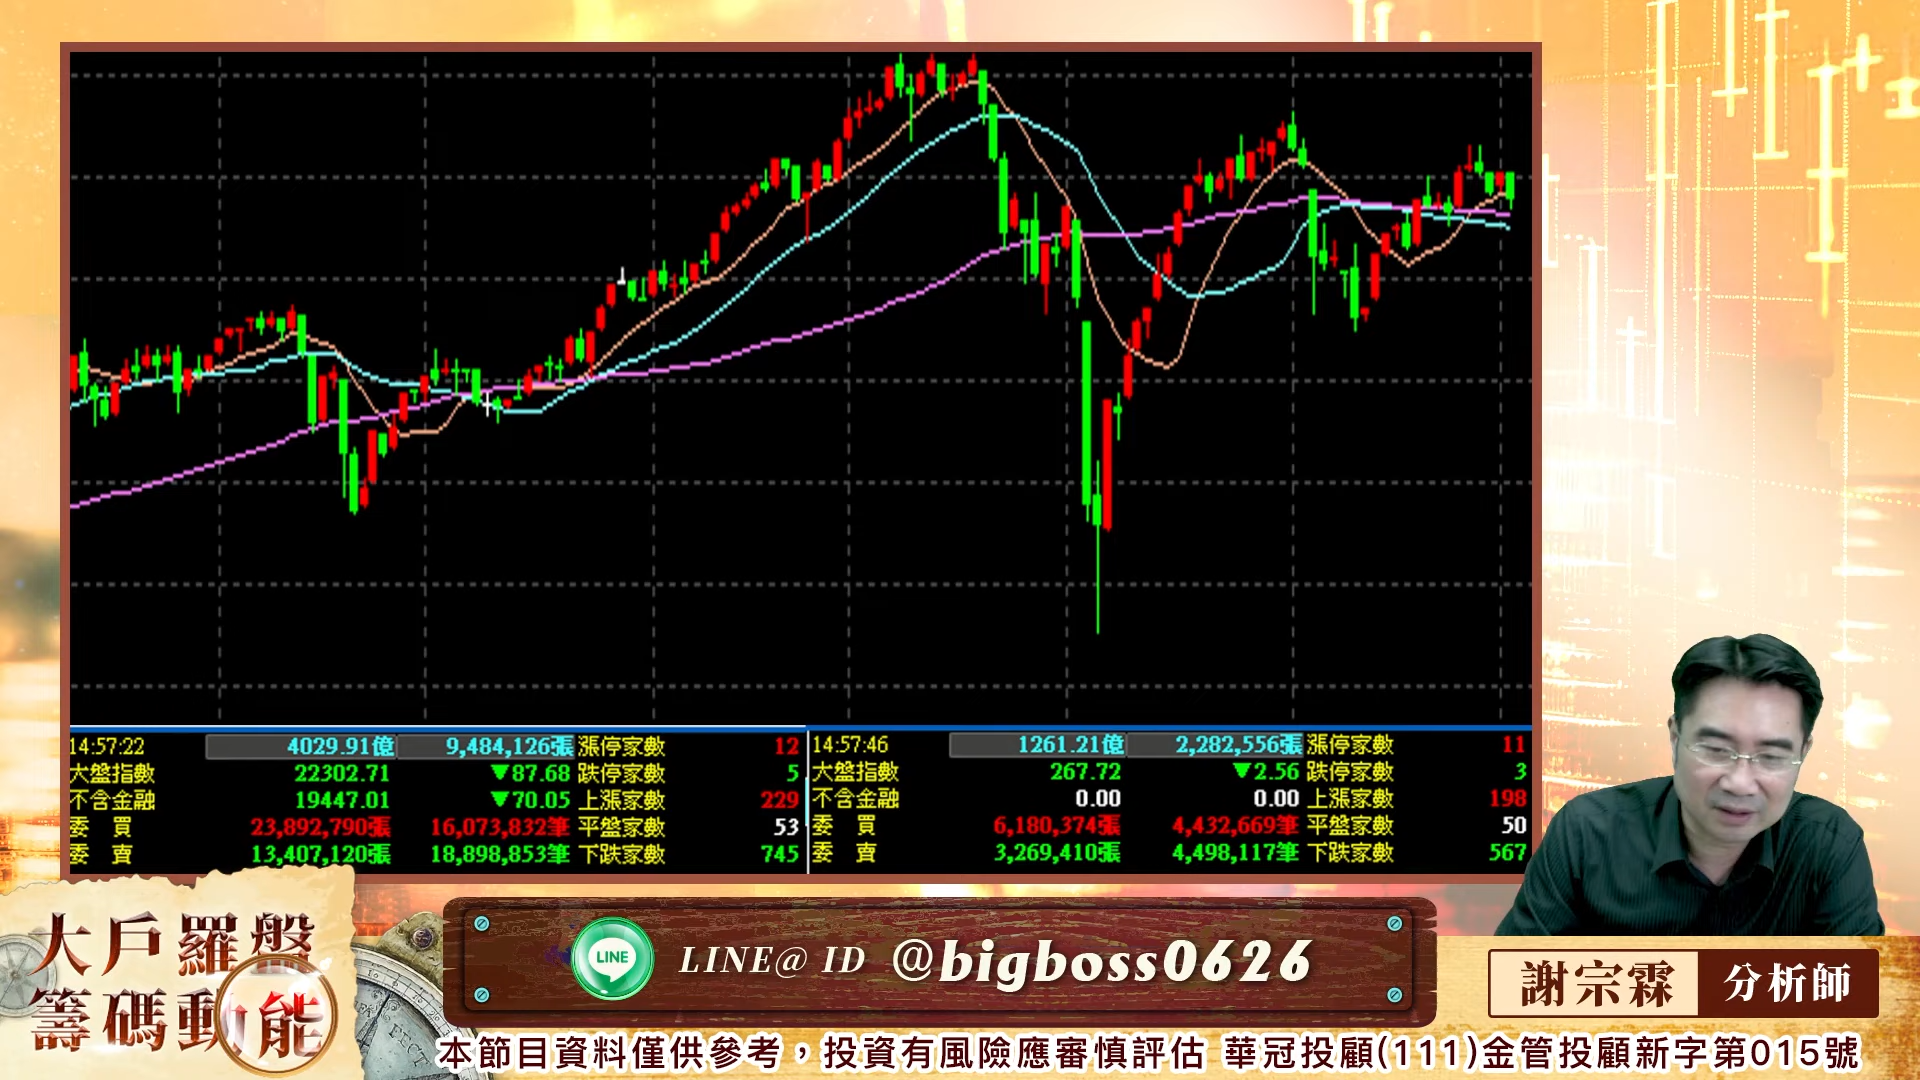 14:57:22 4029.91億 9,484,126張 漲停家數 12
大盤指數 22302.71 ▼87.68 跌停家數 5
不含金融 19447.01 ▼70.05 上漲家數 229
委 買 23,892,790張 16,073,832筆 平盤家數 53
委 賣 13,407,120張 18,898,853筆 下跌家數 745
14:57:46 1261.21億 2,282,556張 漲停家數 11
大盤指數 267.72 ▼2.56 跌停家數 3
不含金融 0.00 0.00 上漲家數 198
委 買 6,180,374張 4,432,669筆 平盤家數 50
委 賣 3,269,410張 4,498,117筆 下跌家數 567
大戶羅盤
籌碼動能
LINE
LINE@ ID @bigboss0626
謝宗霖 分析師
本節目資料僅供參考，投資有風險應審慎評估 華冠投顧(111)金管投顧新字第015號